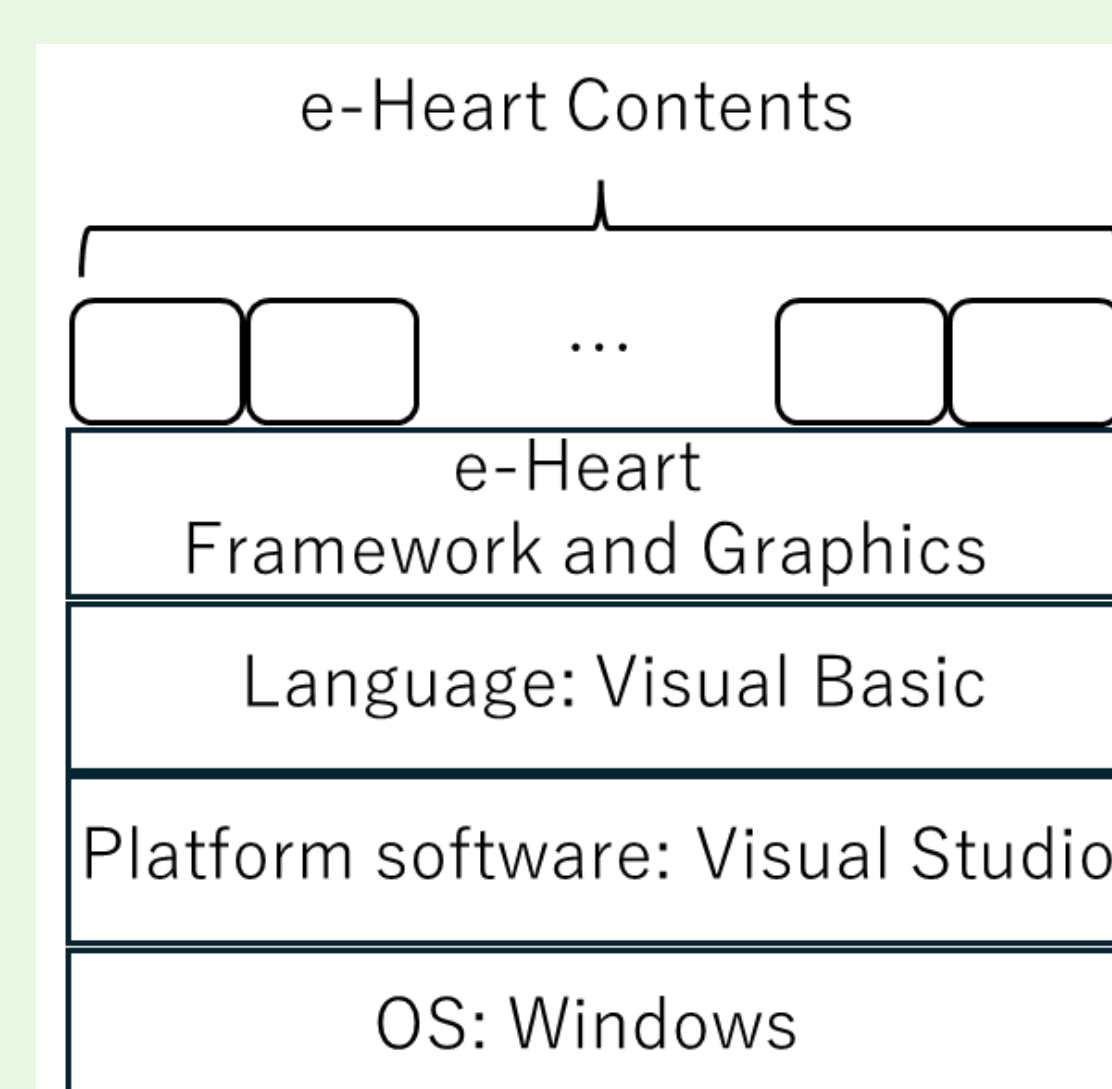 e-Heart Contents
...
e-Heart
Framework and Graphics
Language: Visual Basic
Platform software: Visual Studio
OS: Windows